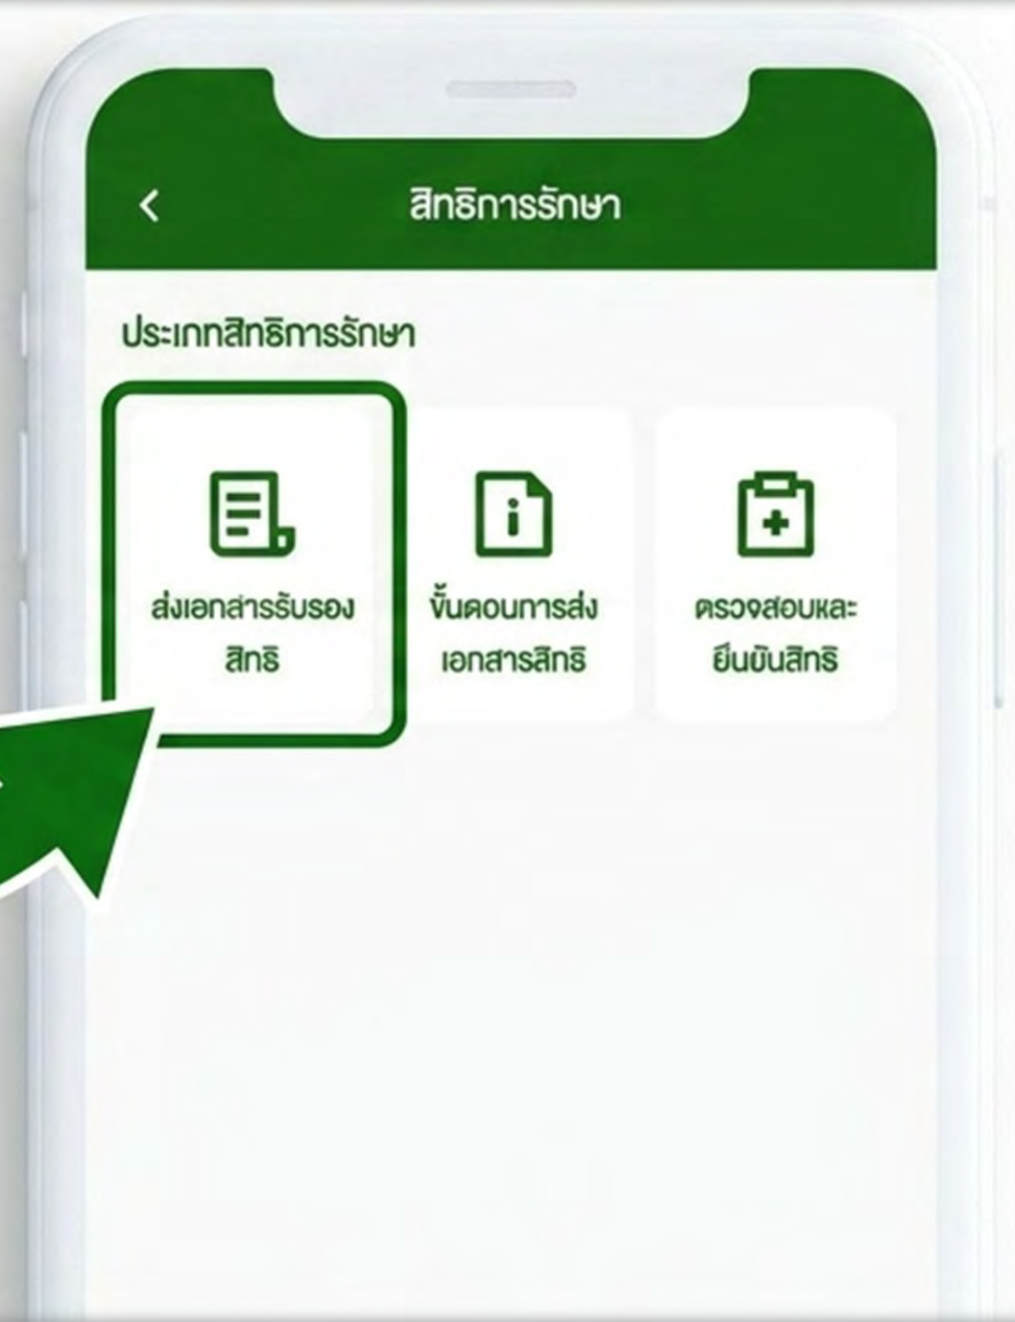 สิทธิการรักษา
ประเภทสิทธิการรักษา
ส่งเอกสารรับรอง
สิทธิ
ขั้นตอนการส่ง
เอกสารสิทธิ
ตรวจสอบและ
ยืนยันสิทธิ